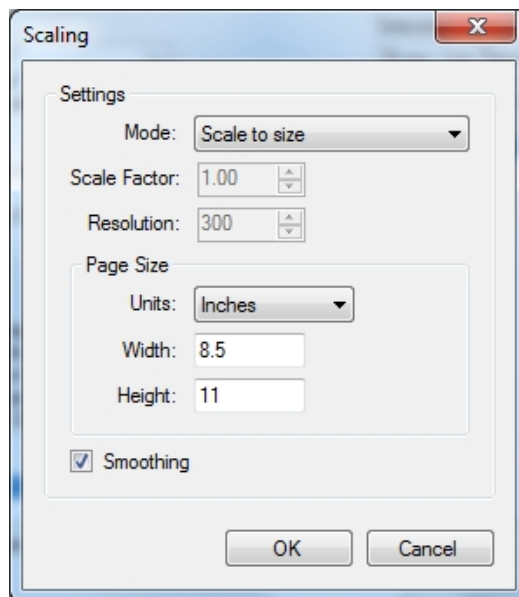 Scaling
Settings
Mode: Scale to size
Scale Factor: 1.00
Resolution: 300
Page Size
Units: Inches
Width: 8.5
Height: 11
Smoothing
OK Cancel